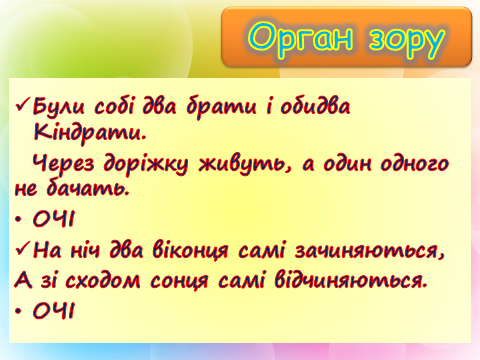 Орган зору
✓Були собі два брати і обидва
Кіндрати.
Через доріжку живуть, а один одного
не бачать.
• ОЧІ
✓На ніч два віконця самі зачиняються,
А зі сходом сонця самі відчиняються.
• ОЧІ